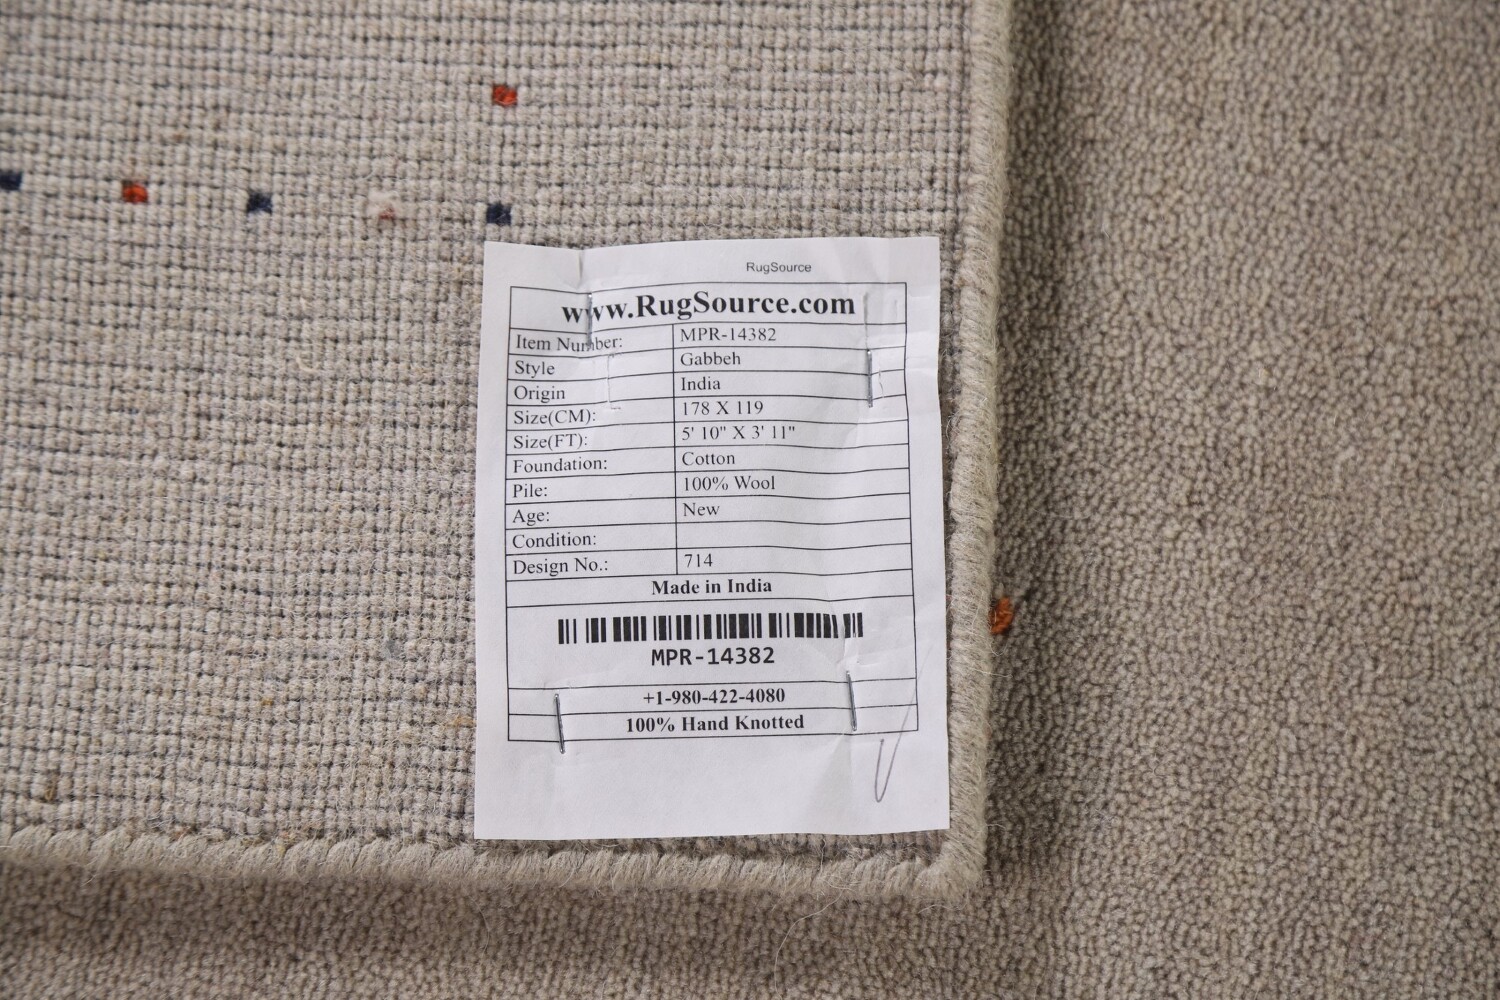 RugSource
www.RugSource.com
Item Number: MPR-14382
Style Gabbeh
Origin India
Size(CM): 178 X 119
Size(FT): 5' 10" X 3' 11"
Foundation: Cotton
Pile: 100% Wool
Age: New
Condition:
Design No.: 714
Made in India
MPR-14382
+1-980-422-4080
100% Hand Knotted